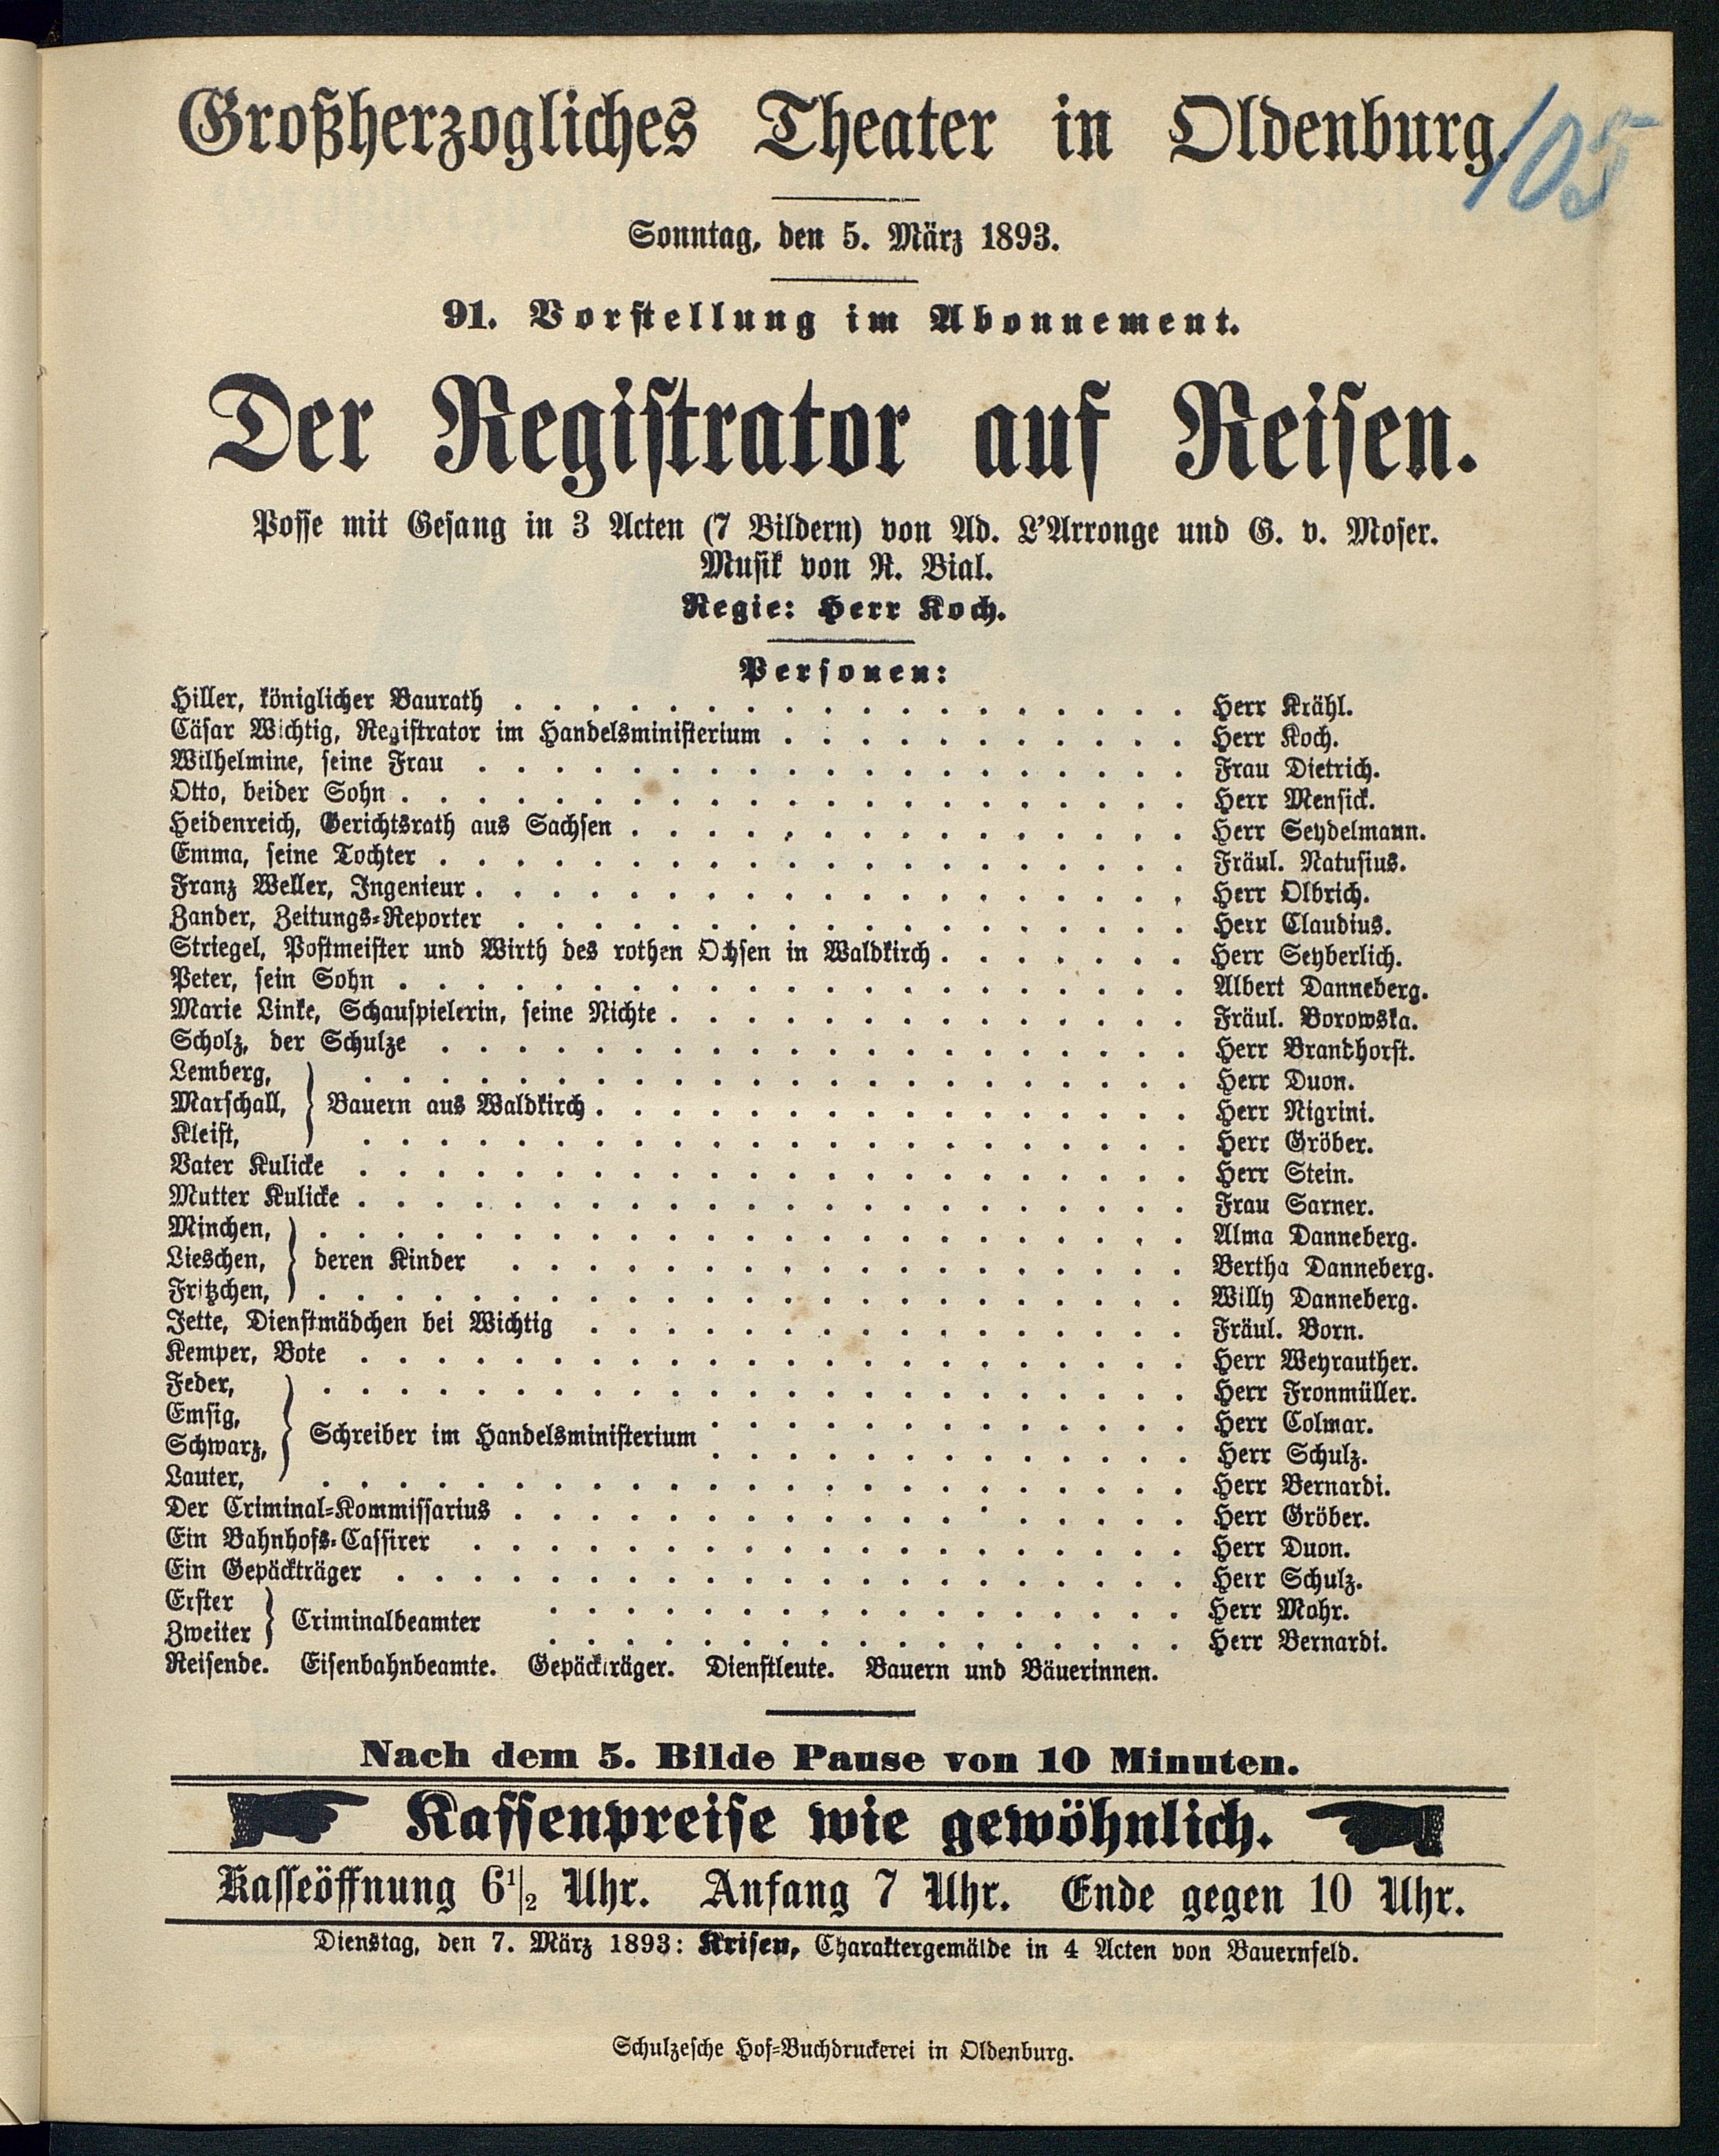 Großherzogliches Theater in Oldenburg.
105
Sonntag, den 5. März 1893.
91. Vorstellung im Abonnement.
Der Registrator auf Reisen.
Posse mit Gesang in 3 Acten (7 Bildern) von Ad. L'Arronge und G. v. Moser.
Musik von R. Bial.
Regie: Herr Koch.
Personen:
Hiller, königlicher Baurath . . . . . . . . . . Herr Krähl.
Cäsar Wichtig, Registrator im Handelsministerium . . . . . . . . . . Herr Koch.
Wilhelmine, seine Frau . . . . . . . . . . Frau Dietrich.
Otto, beider Sohn . . . . . . . . . . Herr Mensick.
Heidenreich, Gerichtsrath aus Sachsen . . . . . . . . . . Herr Seydelmann.
Emma, seine Tochter . . . . . . . . . . Fräul. Natusius.
Franz Weller, Ingenieur . . . . . . . . . . Herr Olbrich.
Zander, Zeitungs-Reporter . . . . . . . . . . Herr Claudius.
Striegel, Postmeister und Wirth des rothen Ochsen in Waldkirch . . . . . . . Herr Seyberlich.
Peter, sein Sohn . . . . . . . . . . Albert Danneberg.
Marie Linke, Schauspielerin, seine Nichte . . . . . . . . . . Fräul. Borowska.
Scholz, der Schulze . . . . . . . . . . Herr Brandhorst.
Lemberg, . . . . . . . . . . Herr Duon.
Marschall, } Bauern aus Waldkirch . . . . . . . . . . Herr Nigrini.
Kleist, . . . . . . . . . . Herr Gröber.
Vater Kulicke . . . . . . . . . . Herr Stein.
Mutter Kulicke . . . . . . . . . . Frau Sarner.
Minchen, . . . . . . . . . . Alma Danneberg.
Lieschen, } deren Kinder . . . . . . . . . . Bertha Danneberg.
Fritzchen, . . . . . . . . . . Willy Danneberg.
Jette, Dienstmädchen bei Wichtig . . . . . . . . . . Fräul. Born.
Kemper, Bote . . . . . . . . . . Herr Weyrauther.
Feder, . . . . . . . . . . Herr Fronmüller.
Emsig, . . . . . . . . . . Herr Colmar.
Schwarz, } Schreiber im Handelsministerium . . . . . . . . . . Herr Schulz.
Lauter, . . . . . . . . . . Herr Bernardi.
Der Criminal-Kommissarius . . . . . . . . . . Herr Gröber.
Ein Bahnhofs-Cassirer . . . . . . . . . . Herr Duon.
Ein Gepäckträger . . . . . . . . . . Herr Schulz.
Erster } Criminalbeamter . . . . . . . . . . Herr Mohr.
Zweiter . . . . . . . . . . Herr Bernardi.
Reisende. Eisenbahnbeamte. Gepäckträger. Dienstleute. Bauern und Bäuerinnen.
Nach dem 5. Bilde Pause von 10 Minuten.
Kassenpreise wie gewöhnlich.
Kasseöffnung 6 1/2 Uhr. Anfang 7 Uhr. Ende gegen 10 Uhr.
Dienstag, den 7. März 1893: Krisen, Charaktergemälde in 4 Acten von Bauernfeld.
Schulzesche Hof-Buchdruckerei in Oldenburg.